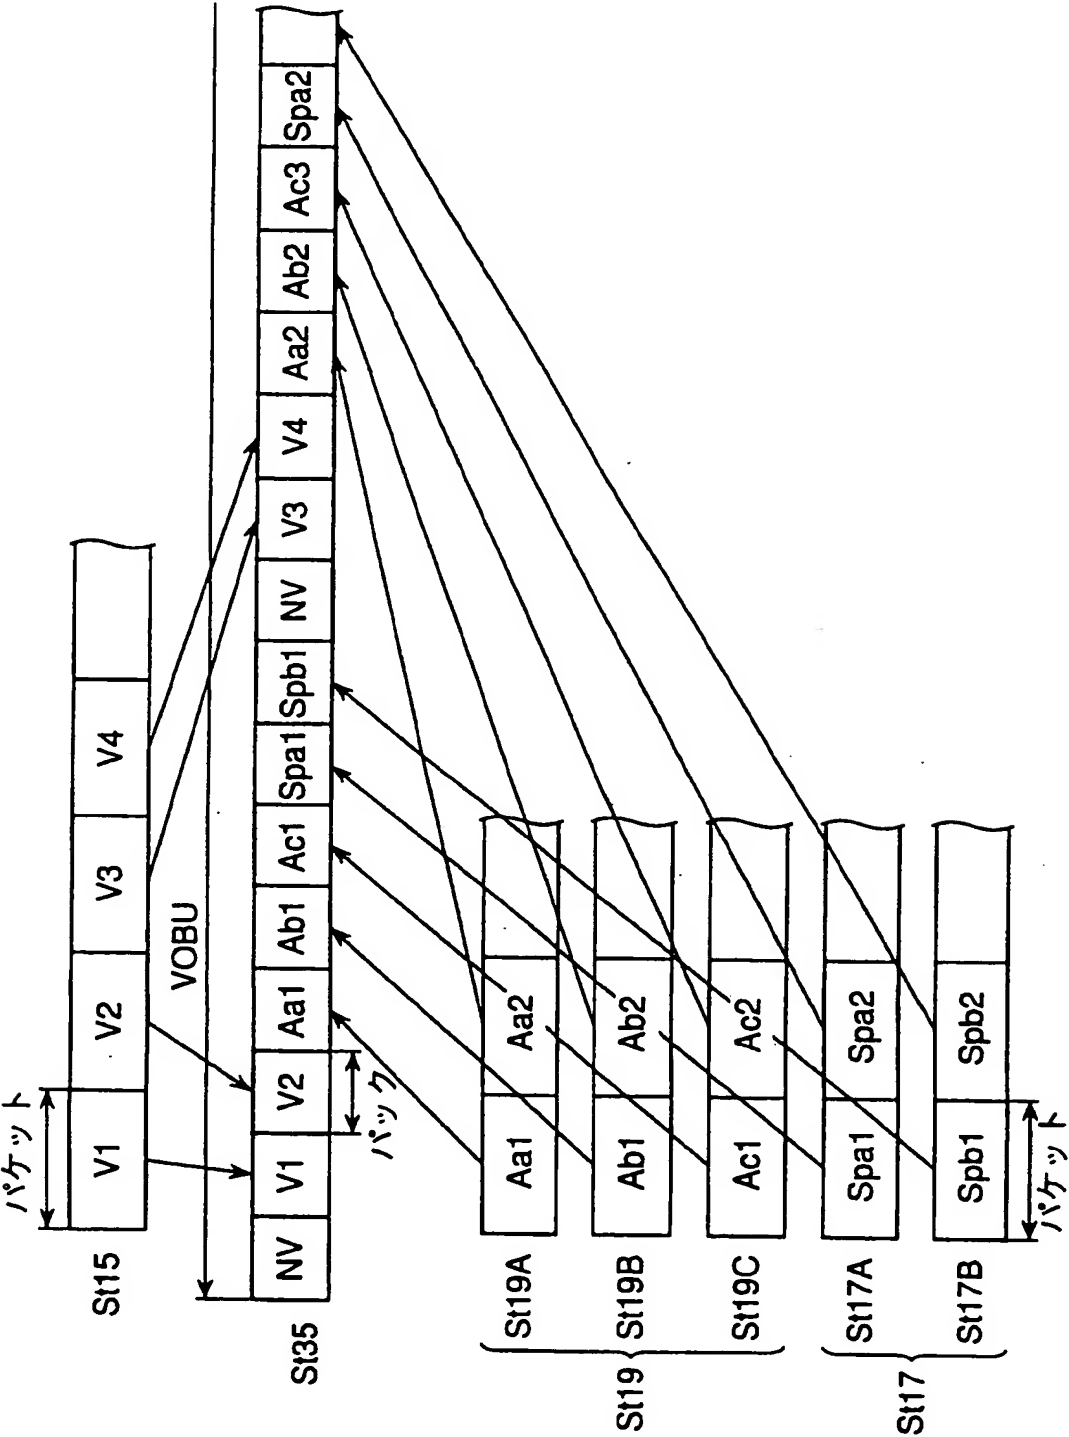 パケット
St15
V1
V2
V3
V4
VOBU
St35
NV
V1
V2
Aa1
Ab1
Ac1
Spa1
Spb1
NV
V3
V4
Aa2
Ab2
Ac3
Spa2
パック
St19
St19A
Aa1
Aa2
St19B
Ab1
Ab2
St19C
Ac1
Ac2
St17
St17A
Spa1
Spa2
St17B
Spb1
Spb2
パケット